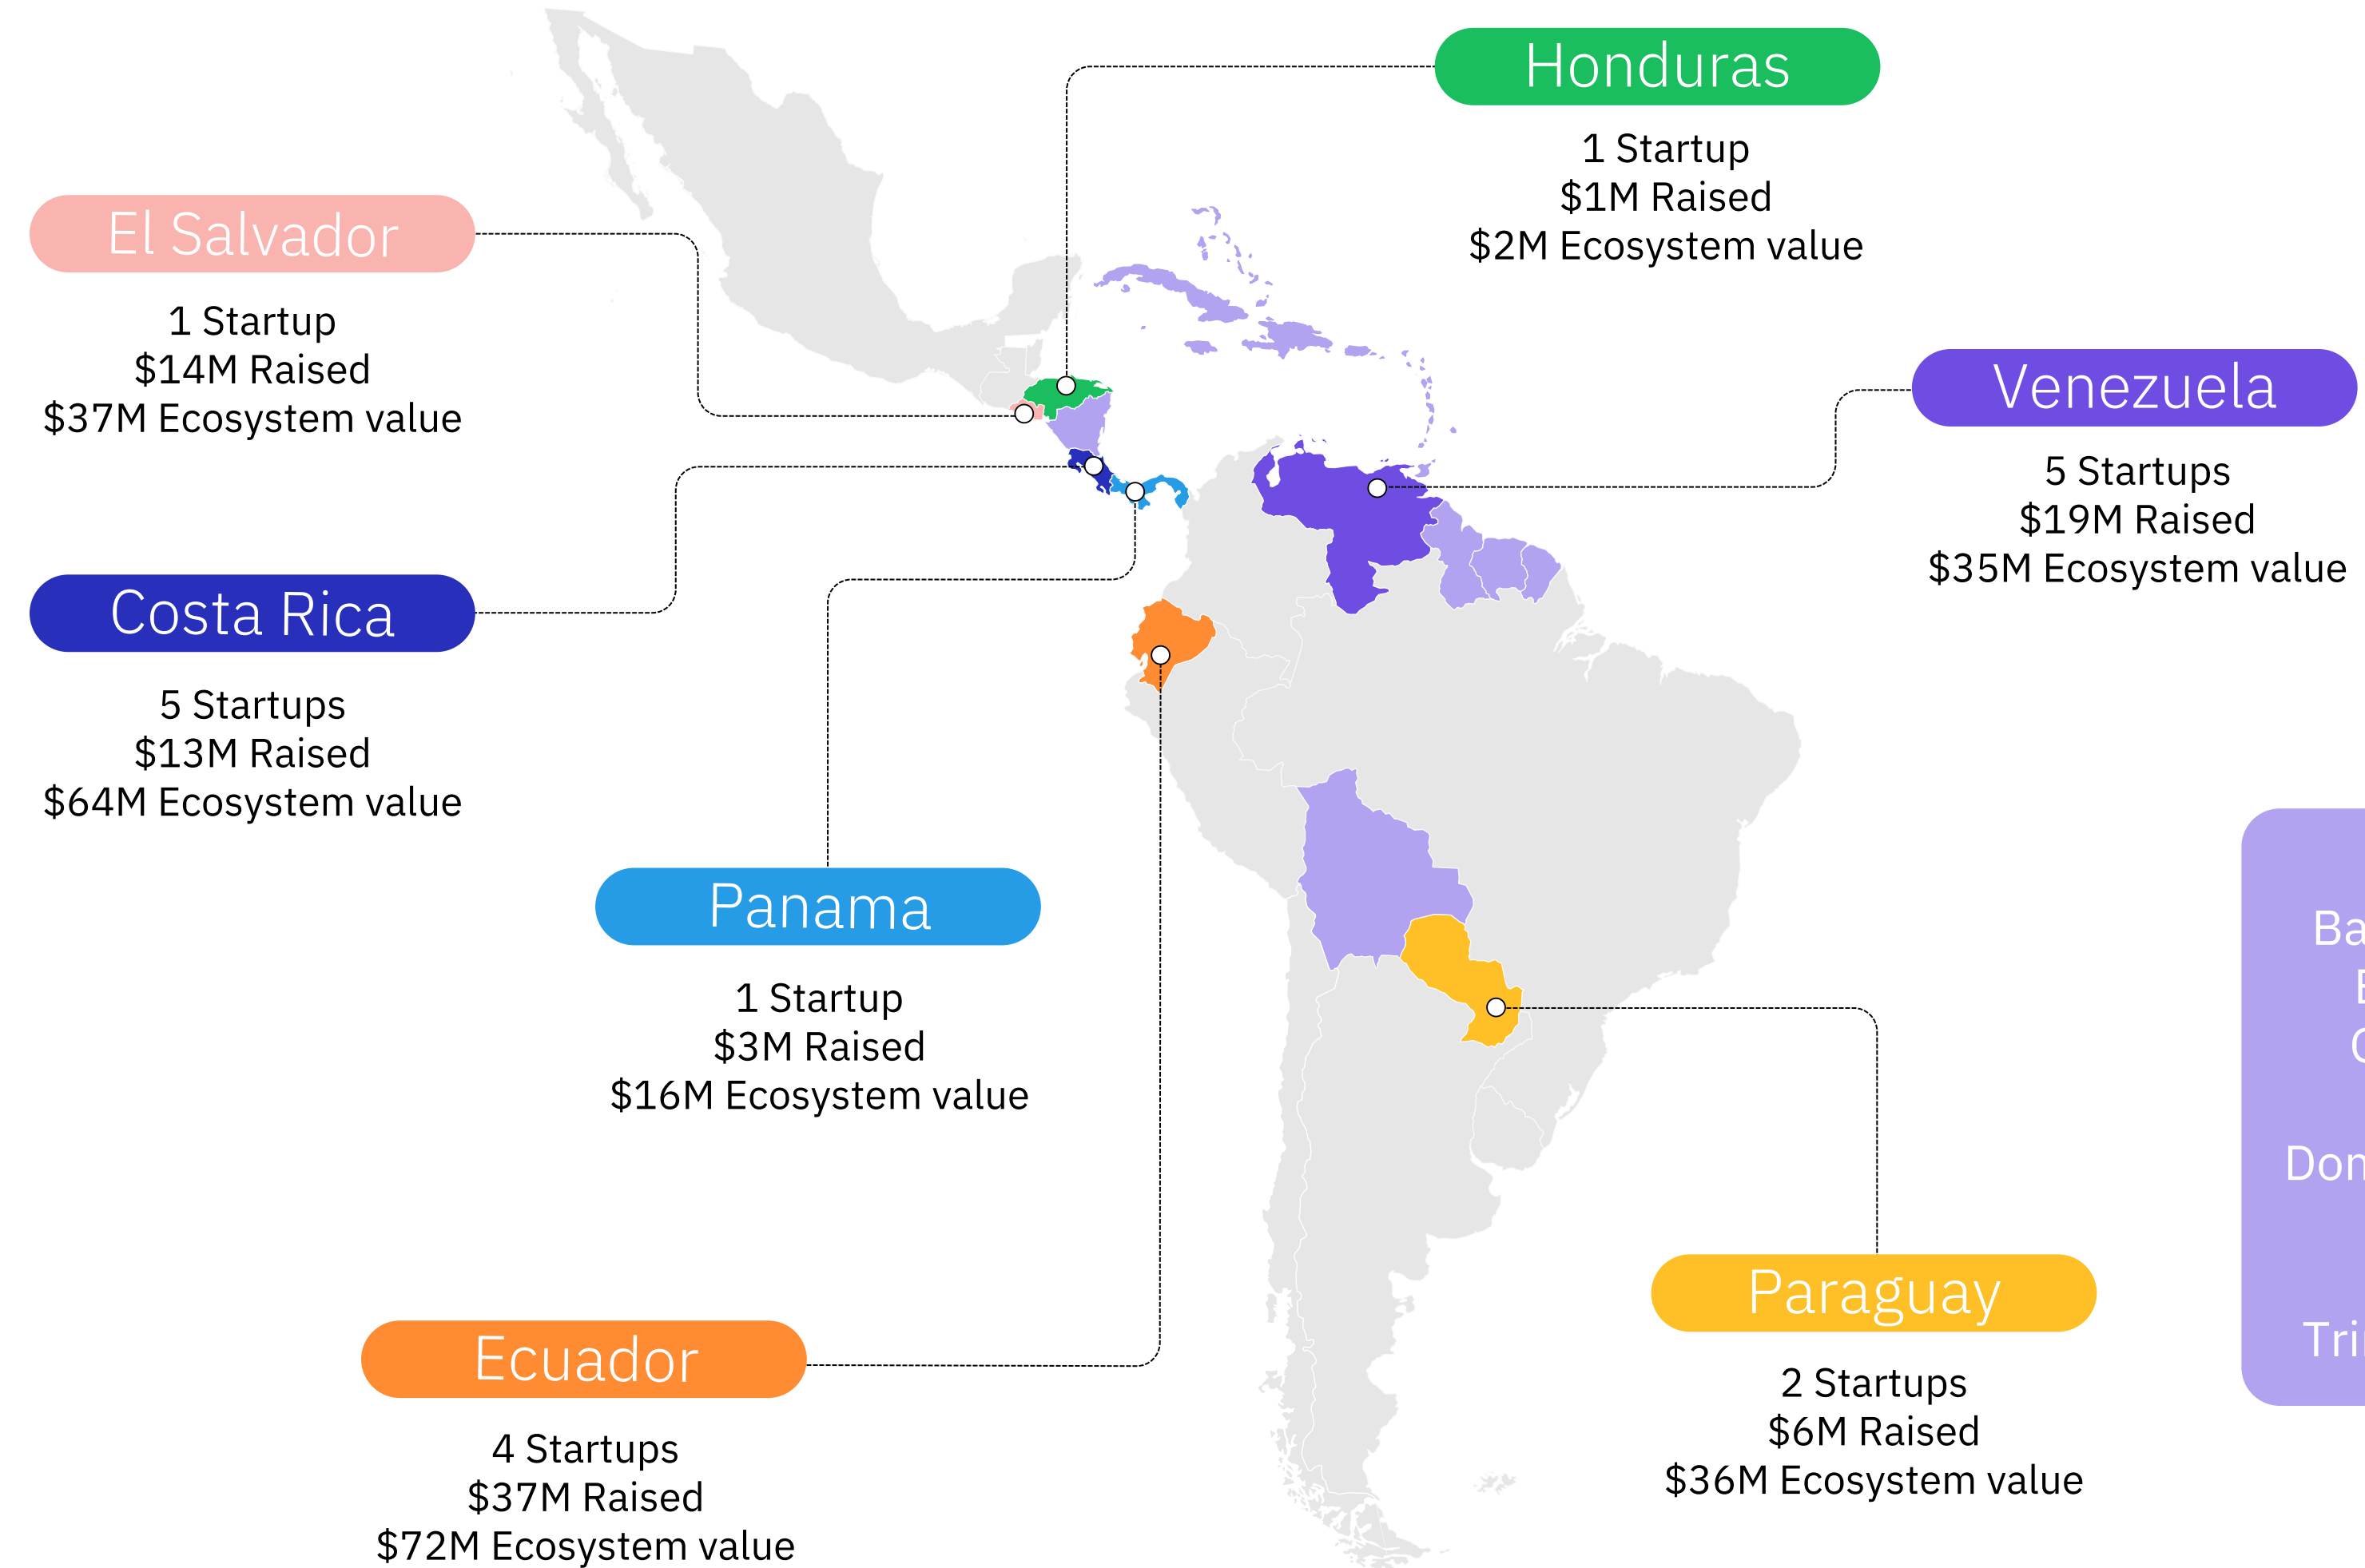 Honduras
1 Startup
$1M Raised
$2M Ecosystem value
El Salvador
1 Startup
$14M Raised
$37M Ecosystem value
Venezuela
5 Startups
$19M Raised
$35M Ecosystem value
Costa Rica
5 Startups
$13M Raised
$64M Ecosystem value
Panama
1 Startup
$3M Raised
$16M Ecosystem value
Paraguay
2 Startups
$6M Raised
$36M Ecosystem value
Ecuador
4 Startups
$37M Raised
$72M Ecosystem value